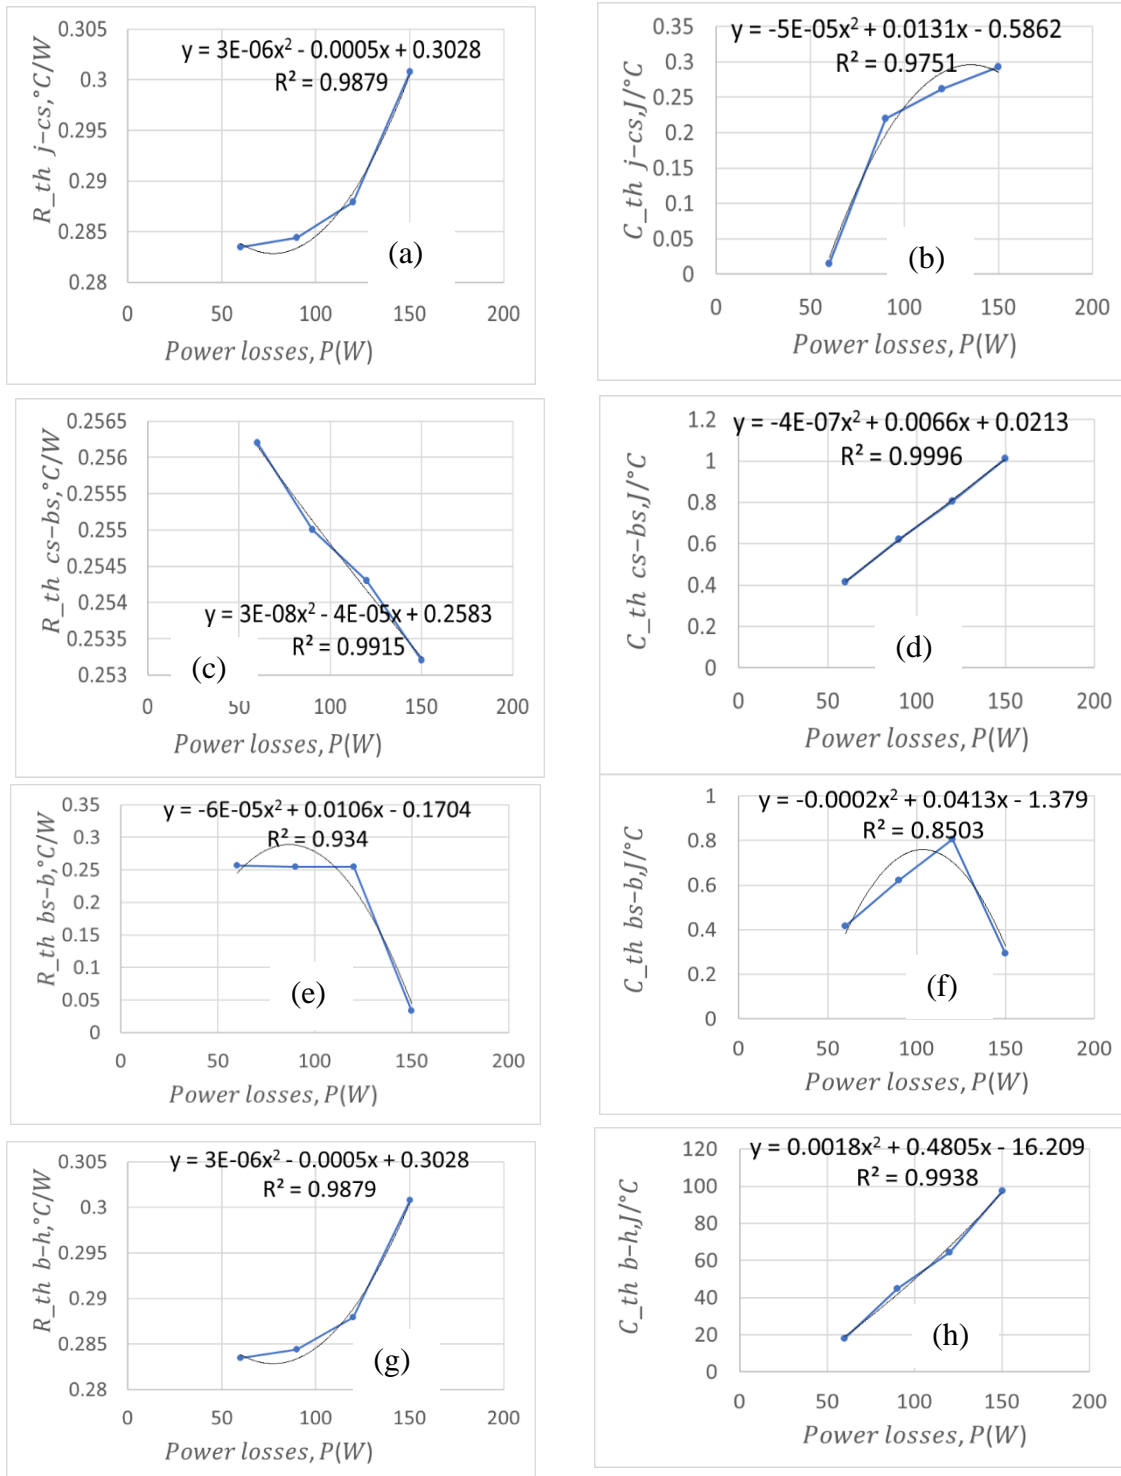 0.305
y = 3E-06x² - 0.0005x + 0.3028
R² = 0.9879
0.3
0.295
0.29
0.285
0.28
R_th j−cs,°C/W
(a)
0 50 100 150 200
Power losses, P(W)
y = -5E-05x² + 0.0131x - 0.5862
R² = 0.9751
0.35
0.3
0.25
0.2
0.15
0.1
0.05
0
C_th j−cs,J/°C
(b)
0 50 100 150 200
Power losses, P(W)
0.2565
0.256
0.2555
0.255
0.2545
0.254
0.2535
0.253
R_th cs−bs,°C/W
y = 3E-08x² - 4E-05x + 0.2583
R² = 0.9915
(c)
0 50 100 150 200
Power losses, P(W)
1.2
y = -4E-07x² + 0.0066x + 0.0213
R² = 0.9996
1
0.8
0.6
0.4
0.2
0
C_th cs−bs,J/°C
(d)
0 50 100 150 200
Power losses, P(W)
0.35
y = -6E-05x² + 0.0106x - 0.1704
R² = 0.934
0.3
0.25
0.2
0.15
0.1
0.05
0
R_th bs−b,°C/W
(e)
0 50 100 150 200
Power losses, P(W)
1
y = -0.0002x² + 0.0413x - 1.379
R² = 0.8503
0.8
0.6
0.4
0.2
0
C_th bs−b,J/°C
(f)
0 50 100 150 200
Power losses, P(W)
0.305
y = 3E-06x² - 0.0005x + 0.3028
R² = 0.9879
0.3
0.295
0.29
0.285
0.28
R_th b−h,°C/W
(g)
0 50 100 150 200
Power losses, P(W)
120
y = 0.0018x² + 0.4805x - 16.209
R² = 0.9938
100
80
60
40
20
0
C_th b−h,J/°C
(h)
0 50 100 150 200
Power losses, P(W)